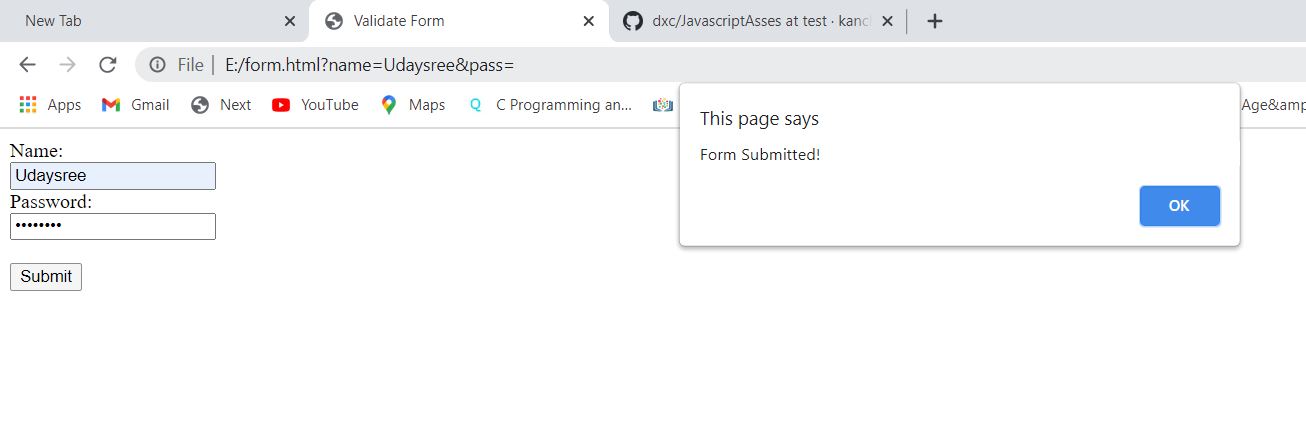 New Tab
Validate Form
dxc/JavascriptAsses at test · kancl
File
E:/form.html?name=Udaysree&pass=
Apps
Gmail
Next
YouTube
Maps
C Programming an...
Age&amp
This page says
Form Submitted!
OK
Name:
Udaysree
Password:
••••••••
Submit